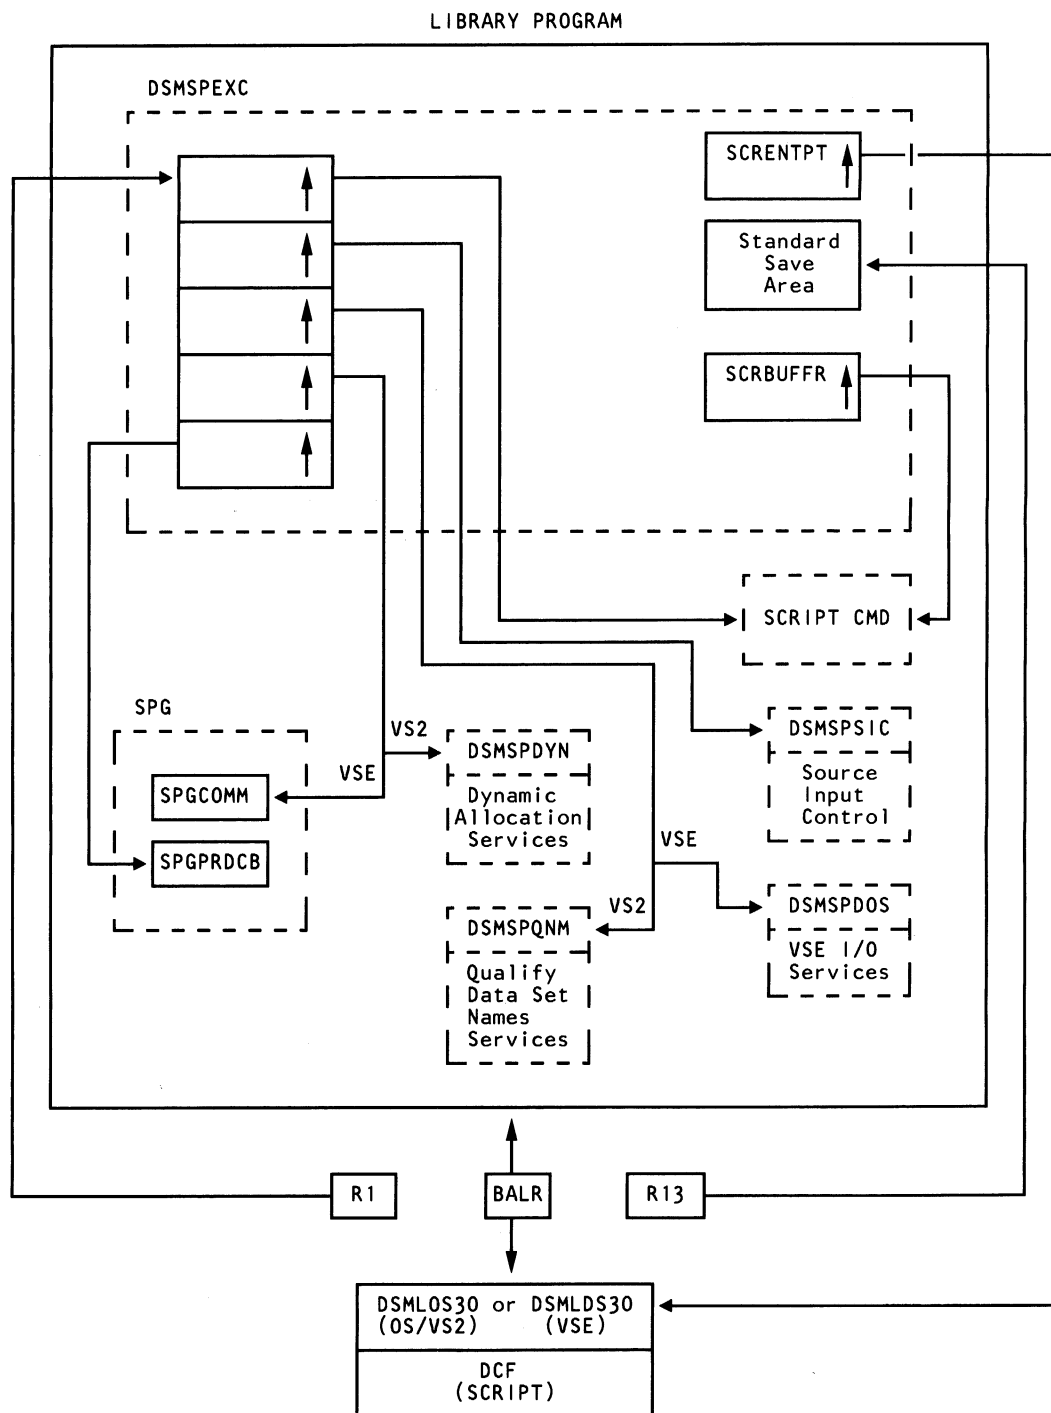 LIBRARY PROGRAM
DSMSPEXC
SCRENTPT
Standard
Save
Area
SCRBUFFR
SCRIPT CMD
SPG
SPGCOMM
SPGPRDCB
VS2
VSE
DSMSPDYN
Dynamic
Allocation
Services
DSMSPSIC
Source
Input
Control
VSE
VS2
DSMSPQNM
Qualify
Data Set
Names
Services
DSMSPDOS
VSE I/O
Services
R1
BALR
R13
DSMLOS30 or DSMLDS30
(OS/VS2) (VSE)
DCF
(SCRIPT)